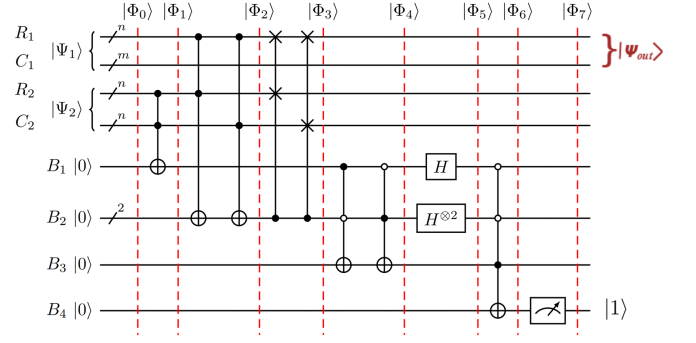 |Φ₀⟩ |Φ₁⟩ |Φ₂⟩ |Φ₃⟩ |Φ₄⟩ |Φ₅⟩ |Φ₆⟩ |Φ₇⟩
R₁ n
|Ψ₁⟩ |Ψout⟩
C₁ m
R₂ n
|Ψ₂⟩
C₂ n
B₁ |0⟩ H
B₂ |0⟩ 2 H⊗2
B₃ |0⟩
B₄ |0⟩ |1⟩